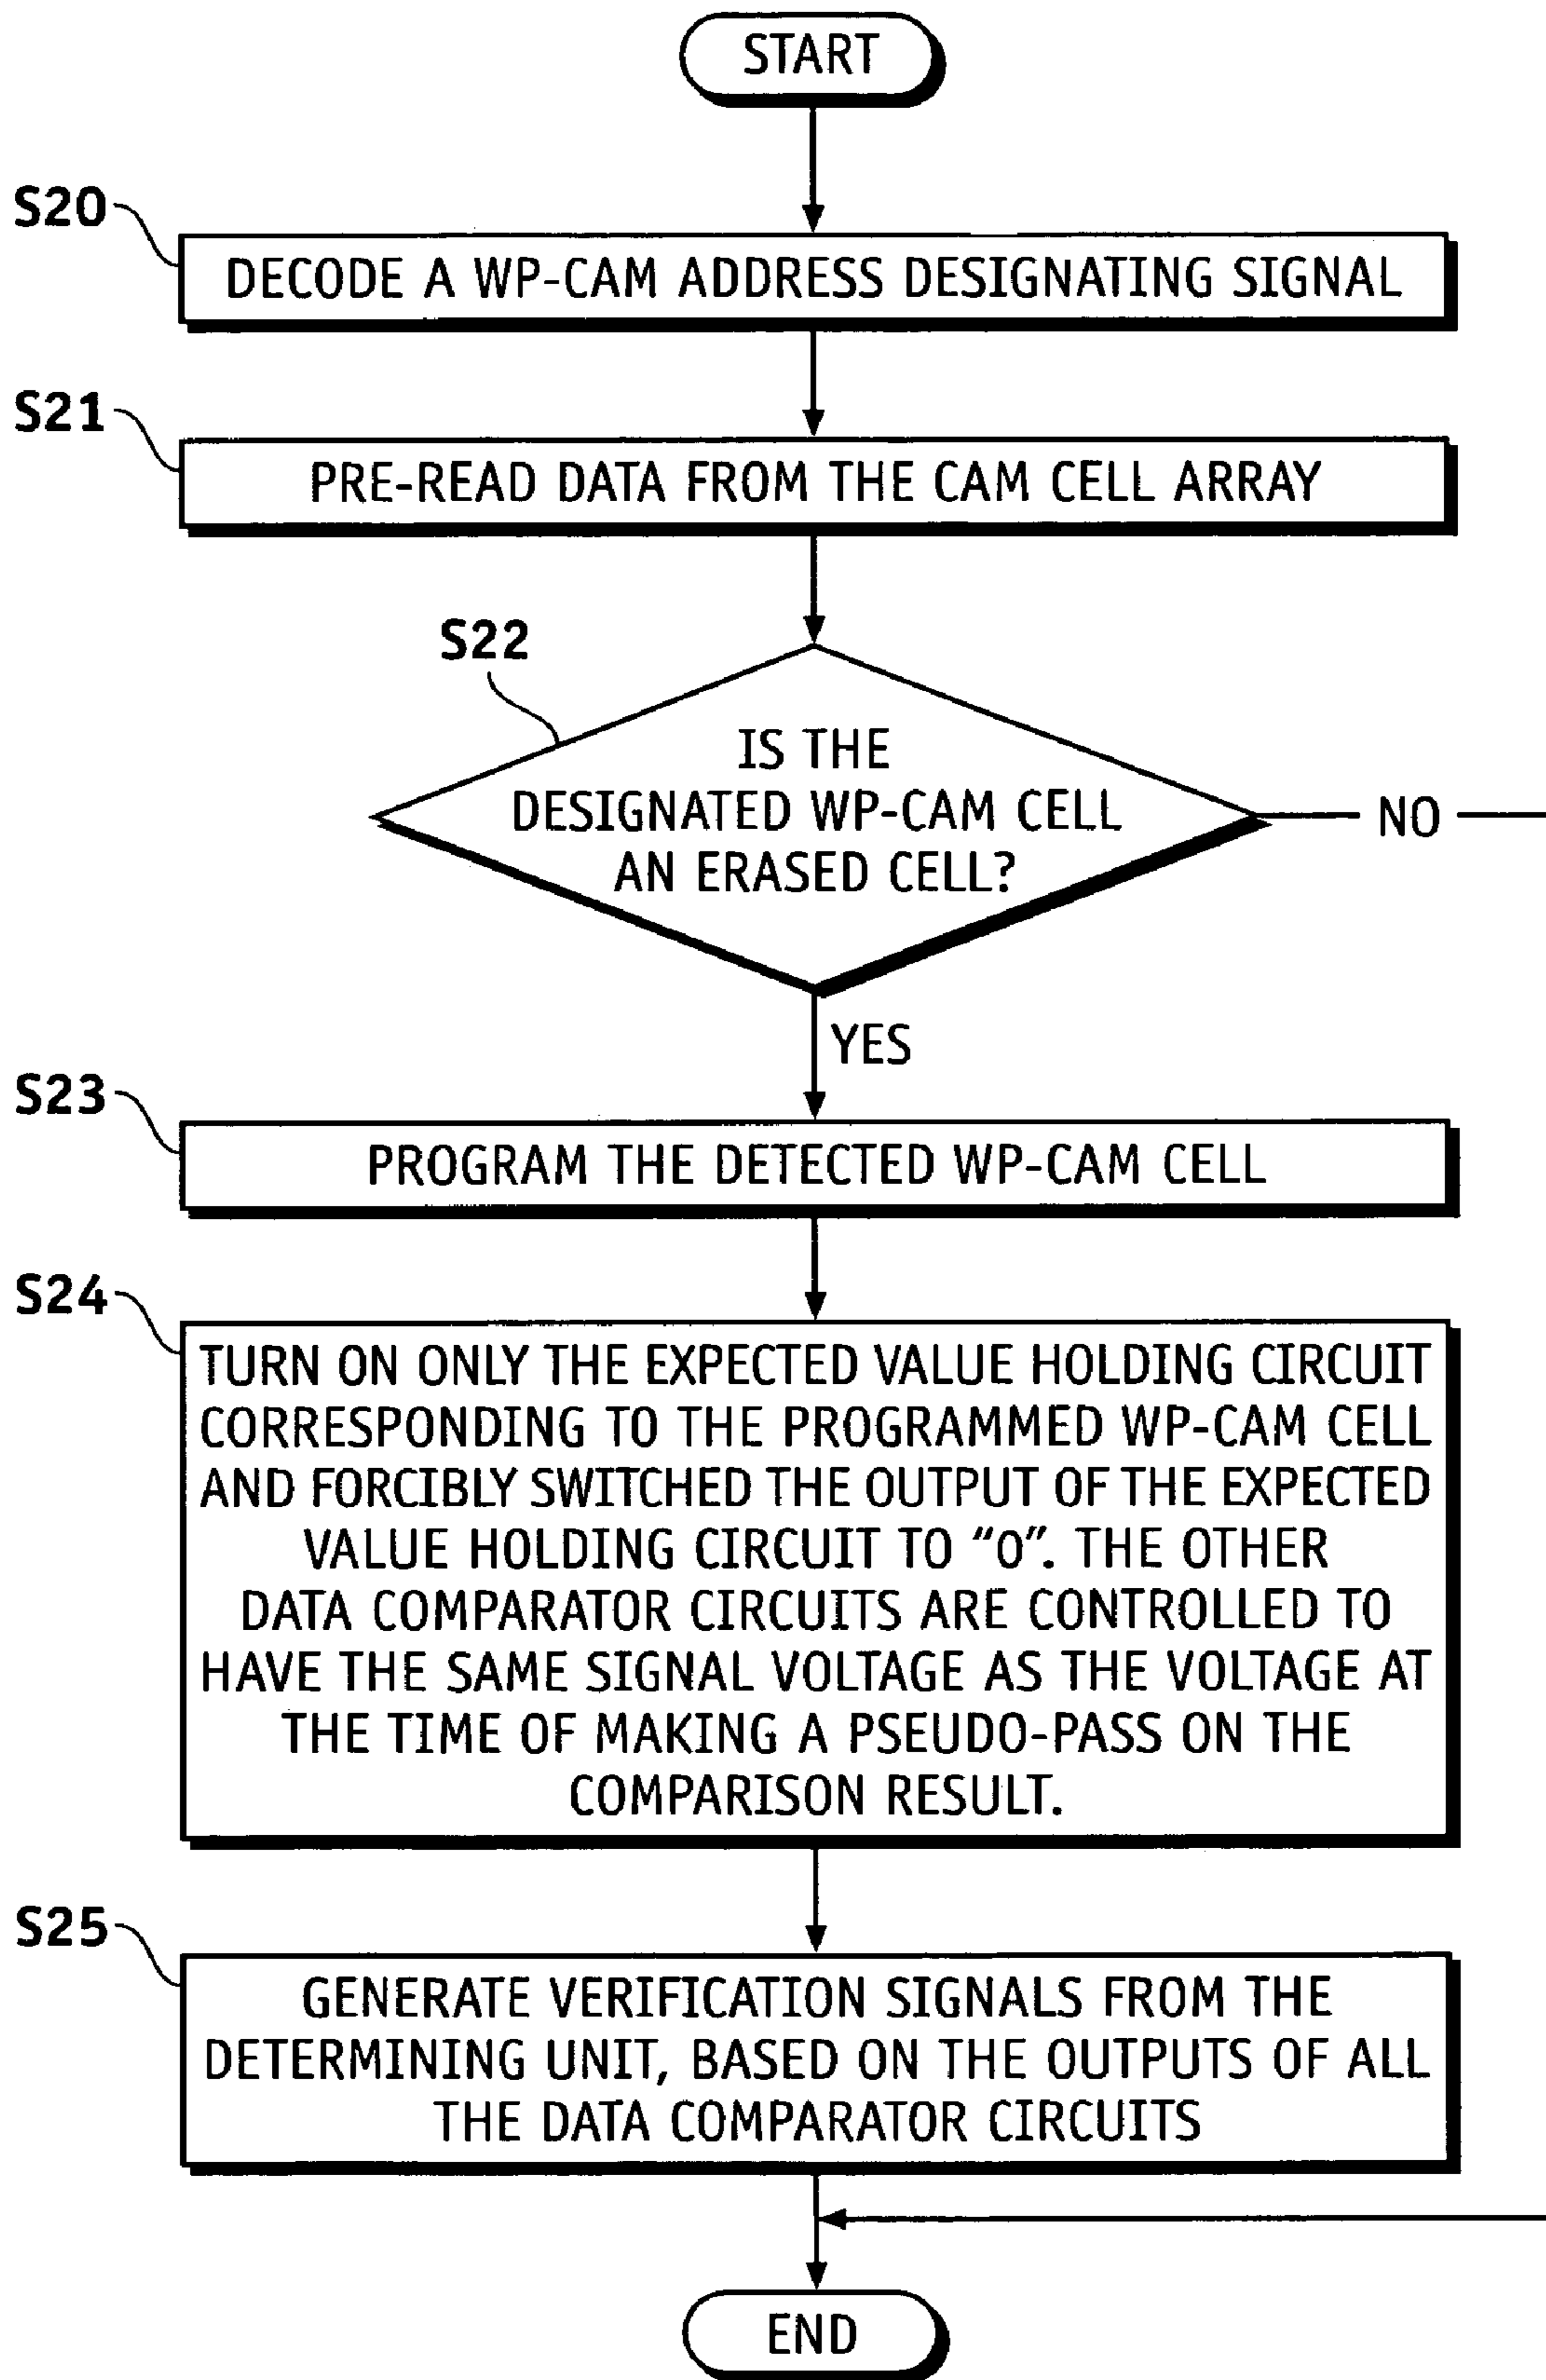 START
S20
DECODE A WP-CAM ADDRESS DESIGNATING SIGNAL
S21
PRE-READ DATA FROM THE CAM CELL ARRAY
S22
IS THE
DESIGNATED WP-CAM CELL
AN ERASED CELL?
NO
YES
S23
PROGRAM THE DETECTED WP-CAM CELL
S24
TURN ON ONLY THE EXPECTED VALUE HOLDING CIRCUIT
CORRESPONDING TO THE PROGRAMMED WP-CAM CELL
AND FORCIBLY SWITCHED THE OUTPUT OF THE EXPECTED
VALUE HOLDING CIRCUIT TO “0”. THE OTHER
DATA COMPARATOR CIRCUITS ARE CONTROLLED TO
HAVE THE SAME SIGNAL VOLTAGE AS THE VOLTAGE AT
THE TIME OF MAKING A PSEUDO-PASS ON THE
COMPARISON RESULT.
S25
GENERATE VERIFICATION SIGNALS FROM THE
DETERMINING UNIT, BASED ON THE OUTPUTS OF ALL
THE DATA COMPARATOR CIRCUITS
END